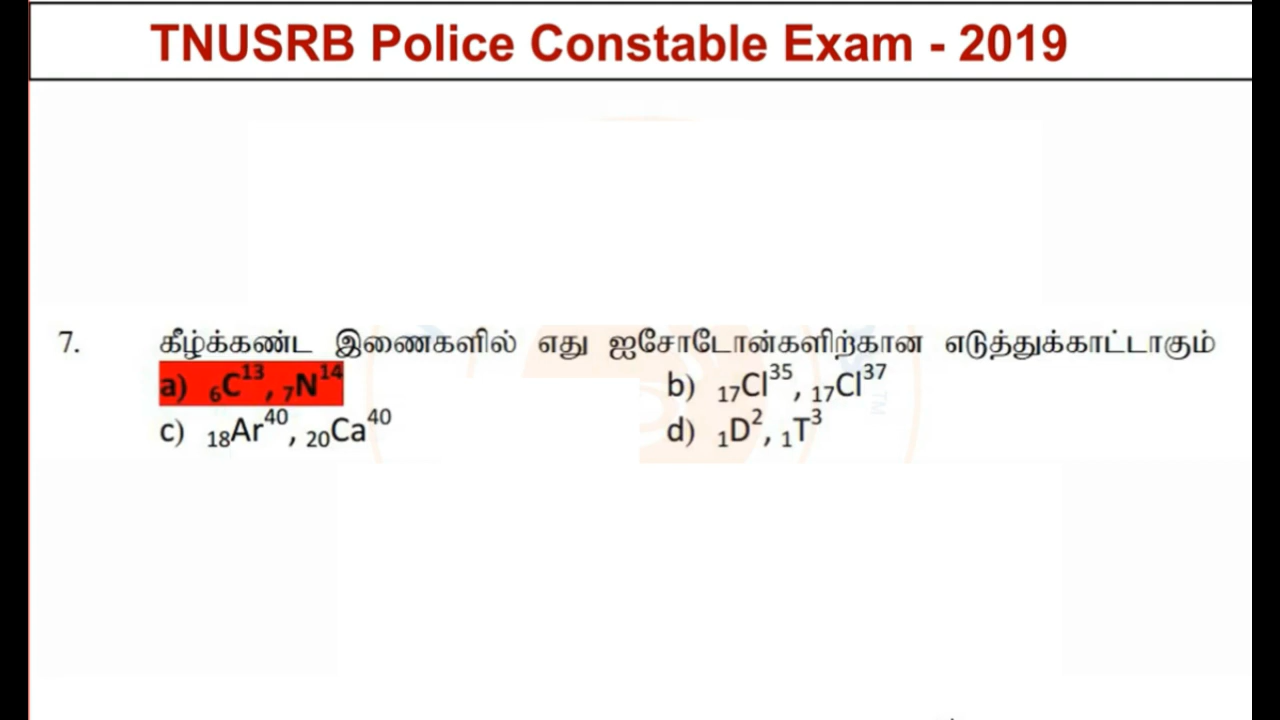 TNUSRB Police Constable Exam - 2019
7. கீழ்க்கண்ட இணைகளில் எது ஐசோடோன்களிற்கான எடுத்துக்காட்டாகும்
a) ₆C¹³, ₇N¹⁴ b) ₁₇Cl³⁵, ₁₇Cl³⁷
c) ₁₈Ar⁴⁰, ₂₀Ca⁴⁰ d) ₁D², ₁T³